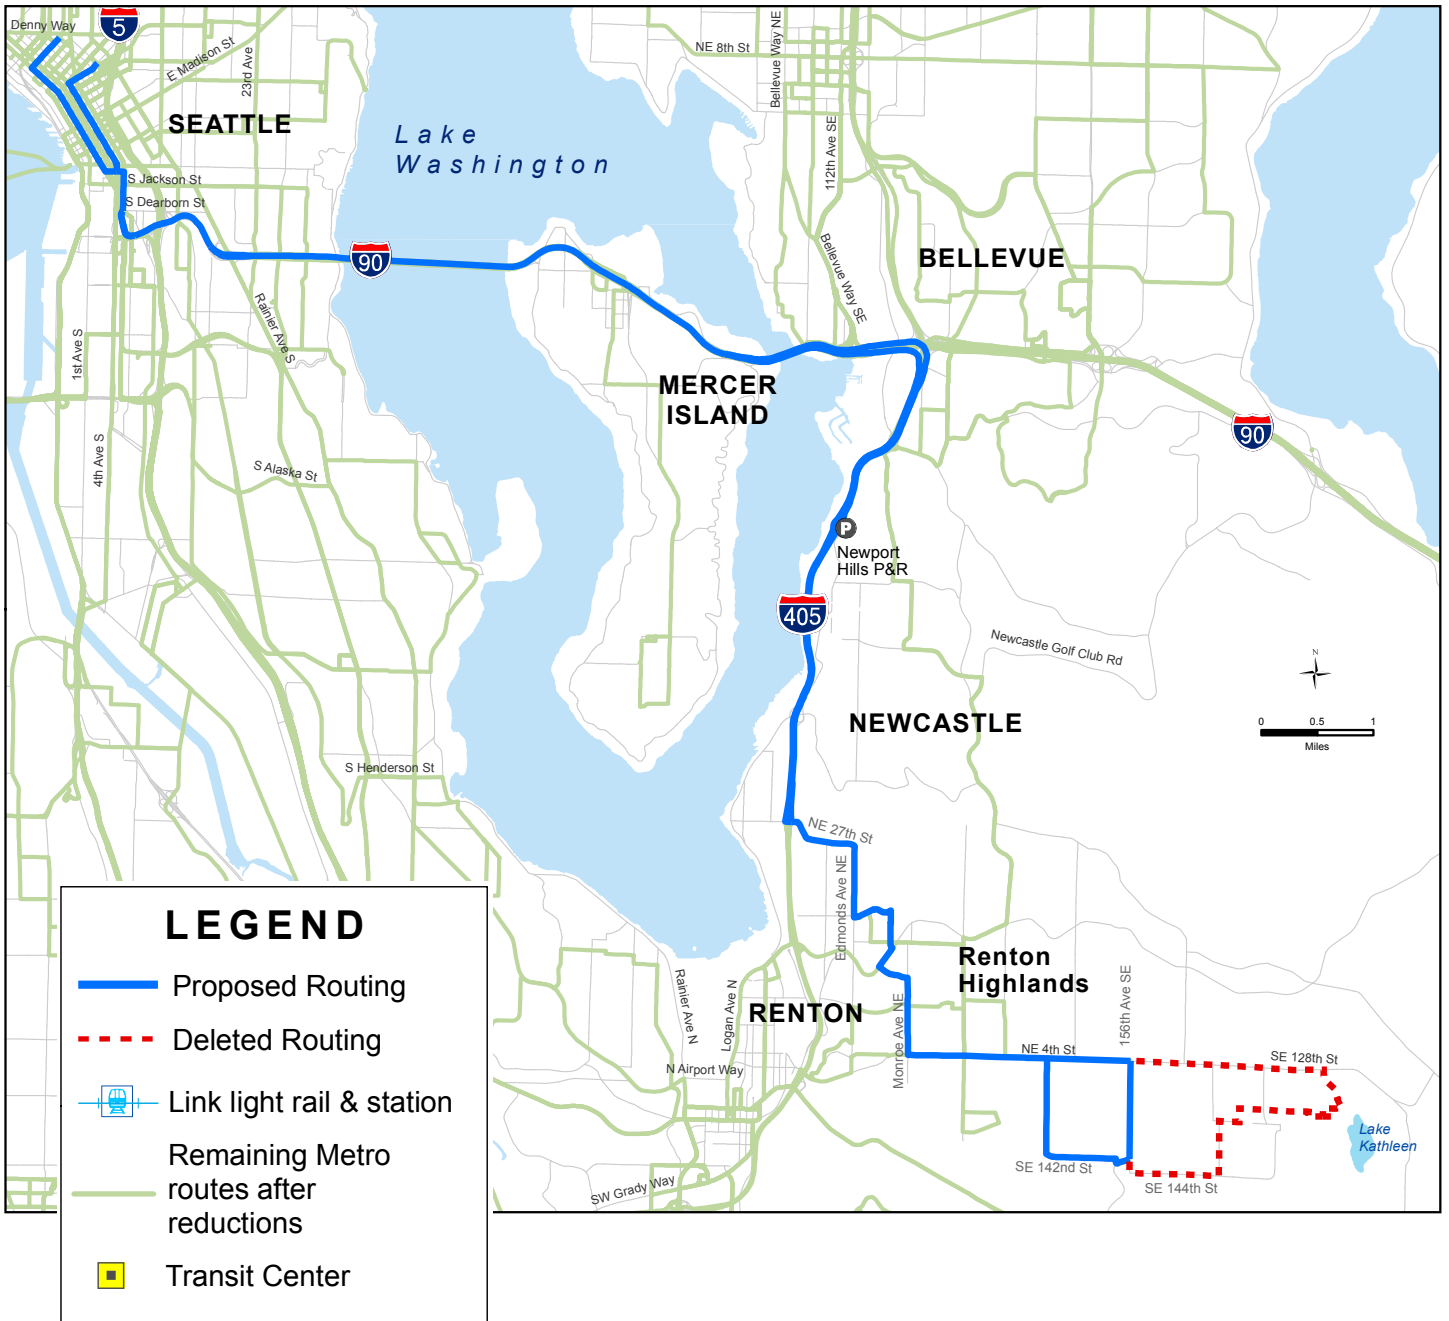 Denny Way
5
E Madison St
23rd Ave
NE 8th St
Bellevue Way NE
SEATTLE
Lake
Washington
112th Ave SE
S Jackson St
S Dearborn St
90
Bellevue Way SE
BELLEVUE
Rainier Ave S
1st Ave S
MERCER
ISLAND
90
4th Ave S
S Alaska St
P
Newport
Hills P&R
405
Newcastle Golf Club Rd
N
NEWCASTLE
0 0.5 1
Miles
S Henderson St
NE 27th St
Edmonds Ave NE
Renton
Highlands
156th Ave SE
Rainier Ave N
Logan Ave N
RENTON
Monroe Ave NE
NE 4th St
SE 128th St
N Airport Way
Lake
Kathleen
SE 142nd St
SE 144th St
SW Grady Way
LEGEND
Proposed Routing
Deleted Routing
Link light rail & station
Remaining Metro
routes after
reductions
Transit Center